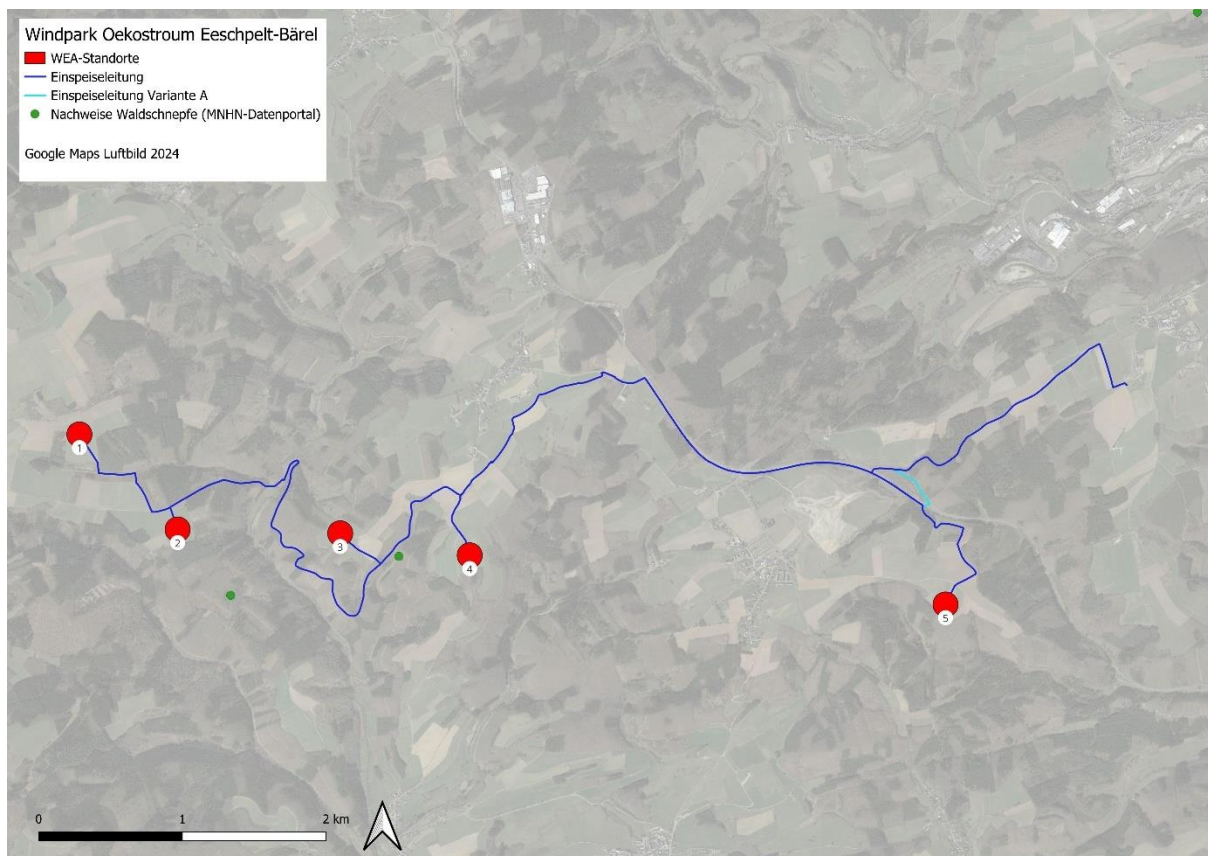 Windpark Oekostroum Eeschpelt-Bärel
WEA-Standorte
Einspeiseleitung
Einspeiseleitung Variante A
Nachweise Waldschnepfe (MNHN-Datenportal)
Google Maps Luftbild 2024
1
2
3
4
5
0 1 2 km